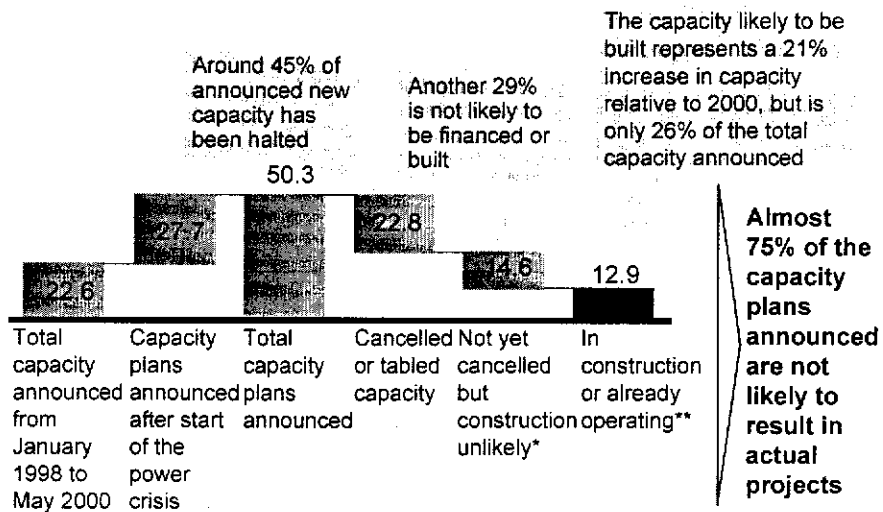 Around 45% of
announced new
capacity has
been halted
Another 29%
is not likely to
be financed or
built
The capacity likely to be
built represents a 21%
increase in capacity
relative to 2000, but is
only 26% of the total
capacity announced
22.6
27.7
50.3
22.8
14.6
12.9
Total
capacity
announced
from
January
1998 to
May 2000
Capacity
plans
announced
after start
of the
power
crisis
Total
capacity
plans
announced
Cancelled
or tabled
capacity
Not yet
cancelled
but
construction
unlikely*
In
construction
or already
operating**
Almost
75% of the
capacity
plans
announced
are not
likely to
result in
actual
projects